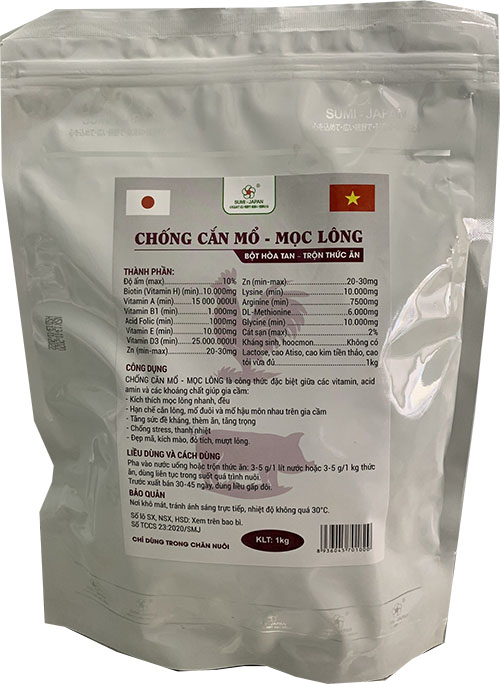 SUMI - JAPAN
SUMI-JAPAN
CHỐNG CẮN MỔ - MỌC LÔNG
BỘT HÒA TAN - TRỘN THỨC ĂN
THÀNH PHẦN:
Độ ẩm (max)..................10%
Biotin (Vitamin H) (min)..10.000mg
Vitamin A (min)..........15 000 000UI
Vitamin B1 (min)..............1.000mg
Acid Folic (min)................1000mg
Vitamin E (min)...............10.000mg
Vitamin D3 (min).......25.000.000UI
Zn (min)........................20-30mg
Zn (min-max).......................20-30mg
Lysine (min).........................10.000mg
Arginine (min)........................7500mg
DL-Methionine......................6.000mg
Glycine (min).......................10.000mg
Cát sạn (max)..............................2%
Kháng sinh, hoocmon.........Không có
Lactose, cao Atiso, cao kim tiền thảo, cao
tỏi vừa đủ....................................1kg
CÔNG DỤNG
CHỐNG CẮN MỔ - MỌC LÔNG là công thức đặc biệt giữa các vitamin, acid
amin và các khoáng chất giúp gia cầm:
- Kích thích mọc lông nhanh, đều
- Hạn chế cắn lông, mổ đuôi và mổ hậu môn nhau trên gia cầm
- Tăng sức đề kháng, thèm ăn, tăng trọng
- Chống stress, thanh nhiệt
- Đẹp mã, kích mào, đỏ tích, mượt lông.
LIỀU DÙNG VÀ CÁCH DÙNG
Pha vào nước uống hoặc trộn thức ăn: 3-5 g/1 lít nước hoặc 3-5 g/1 kg thức
ăn, dùng liên tục trong suốt quá trình nuôi.
Trước xuất bán 30-45 ngày, dùng liều gấp đôi.
BẢO QUẢN
Nơi khô mát, tránh ánh sáng trực tiếp, nhiệt độ không quá 30°C.
Số lô SX, NSX, HSD: Xem trên bao bì.
Số TCCS 23:2020/SMJ
CHỈ DÙNG TRONG CHĂN NUÔI
KLT: 1kg
8 936045 701000